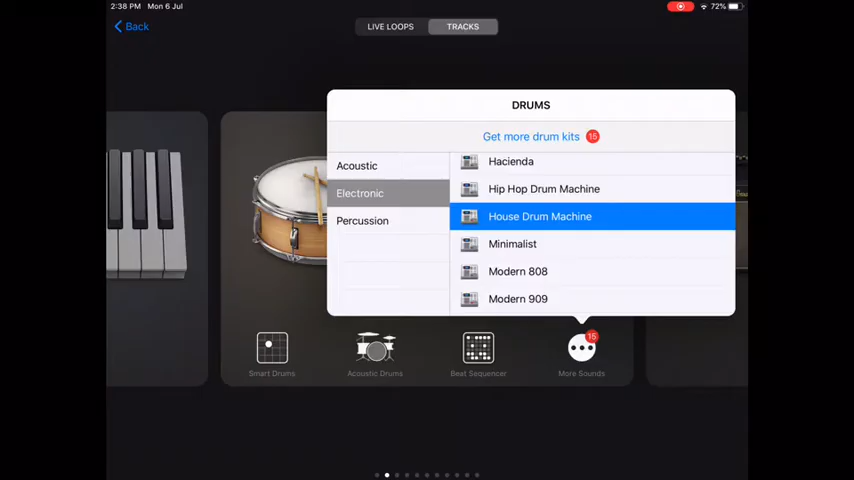 2:38 PM Mon 6 Jul
72%
Back
LIVE LOOPS
TRACKS
DRUMS
Get more drum kits 15
Acoustic
Electronic
Percussion
Hacienda
Hip Hop Drum Machine
House Drum Machine
Minimalist
Modern 808
Modern 909
15
Smart Drums
Acoustic Drums
Beat Sequencer
More Sounds